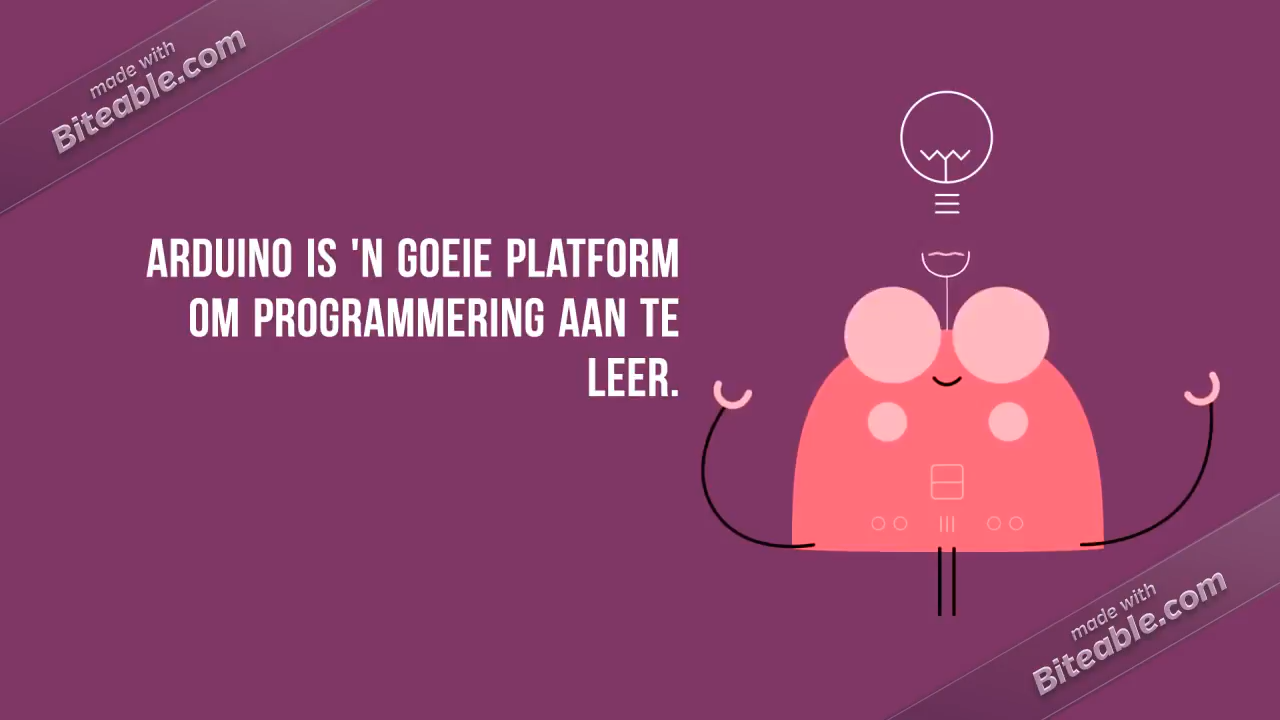 made with
Biteable.com
ARDUINO IS 'N GOEIE PLATFORM
OM PROGRAMMERING AAN TE
LEER.
made with
Biteable.com